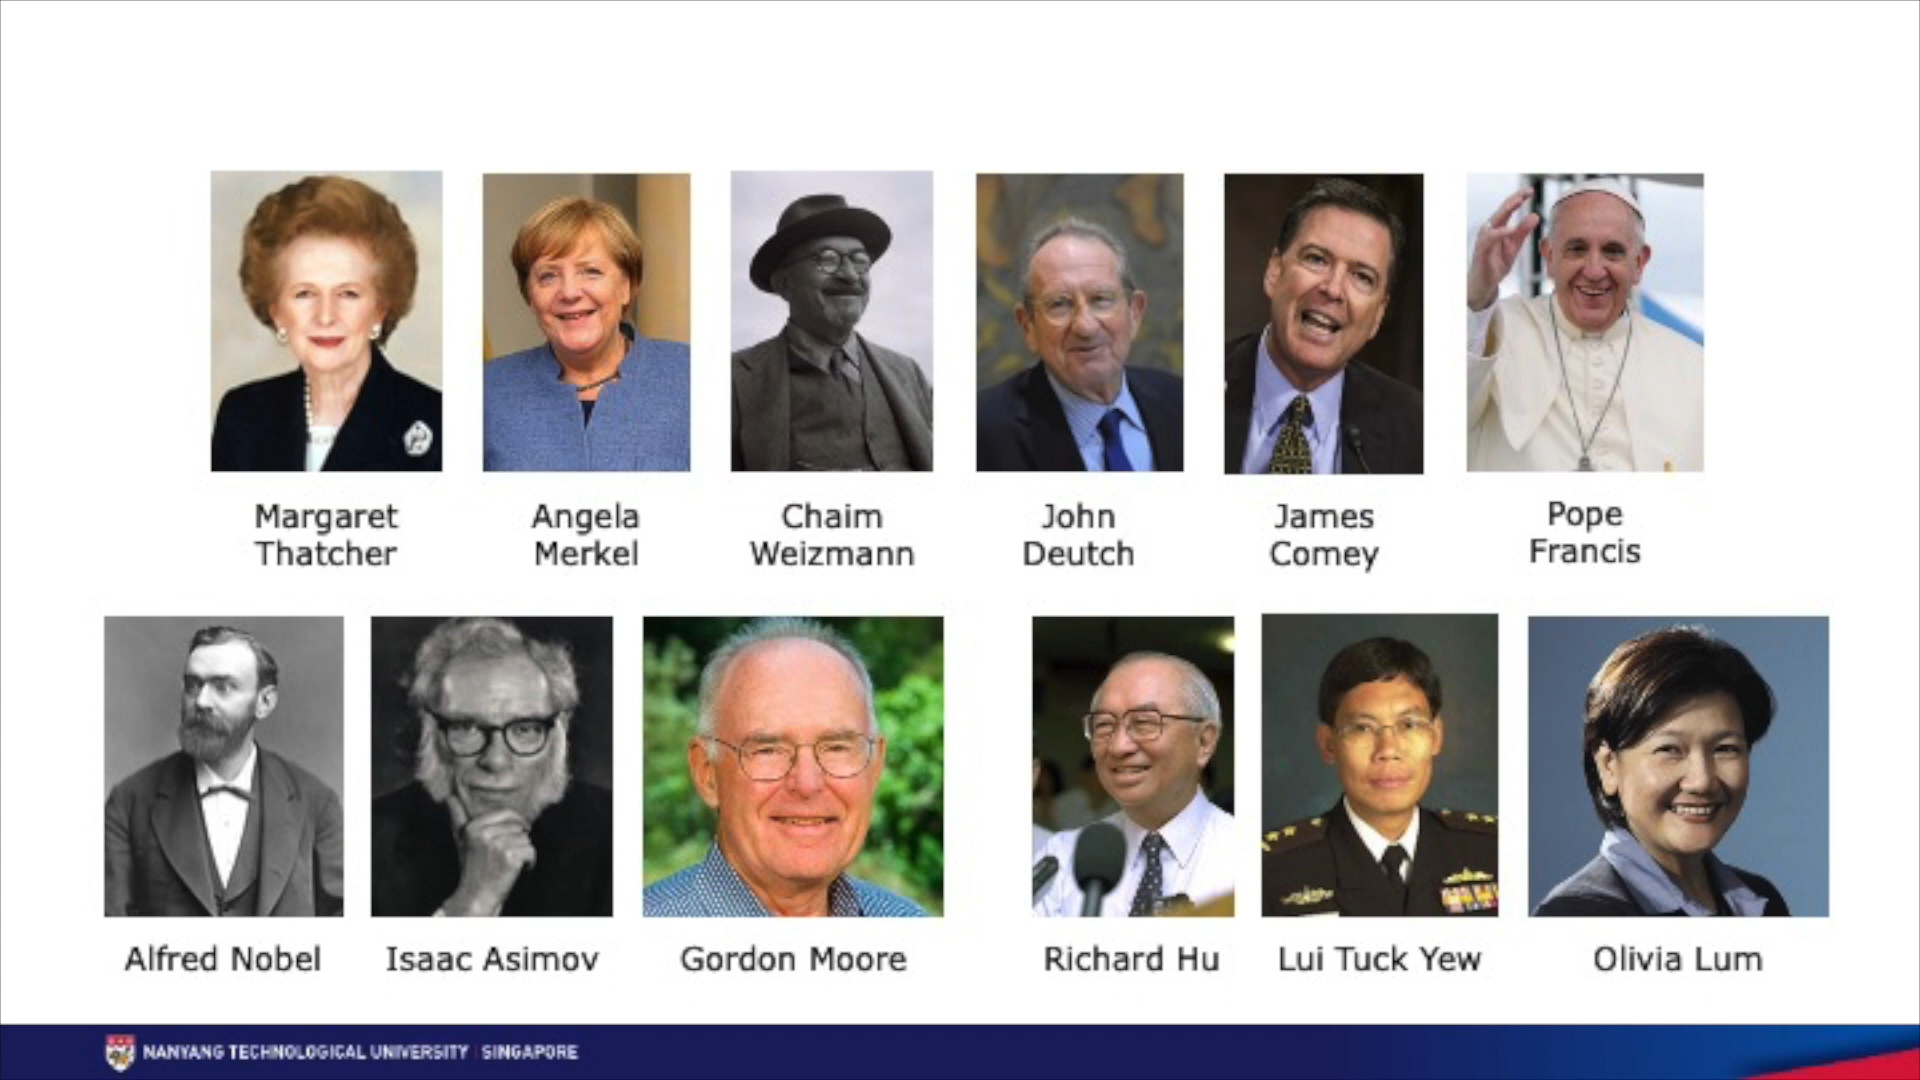 Margaret
Thatcher
Angela
Merkel
Chaim
Weizmann
John
Deutch
James
Comey
Pope
Francis
Alfred Nobel
Isaac Asimov
Gordon Moore
Richard Hu
Lui Tuck Yew
Olivia Lum
NANYANG TECHNOLOGICAL UNIVERSITY | SINGAPORE